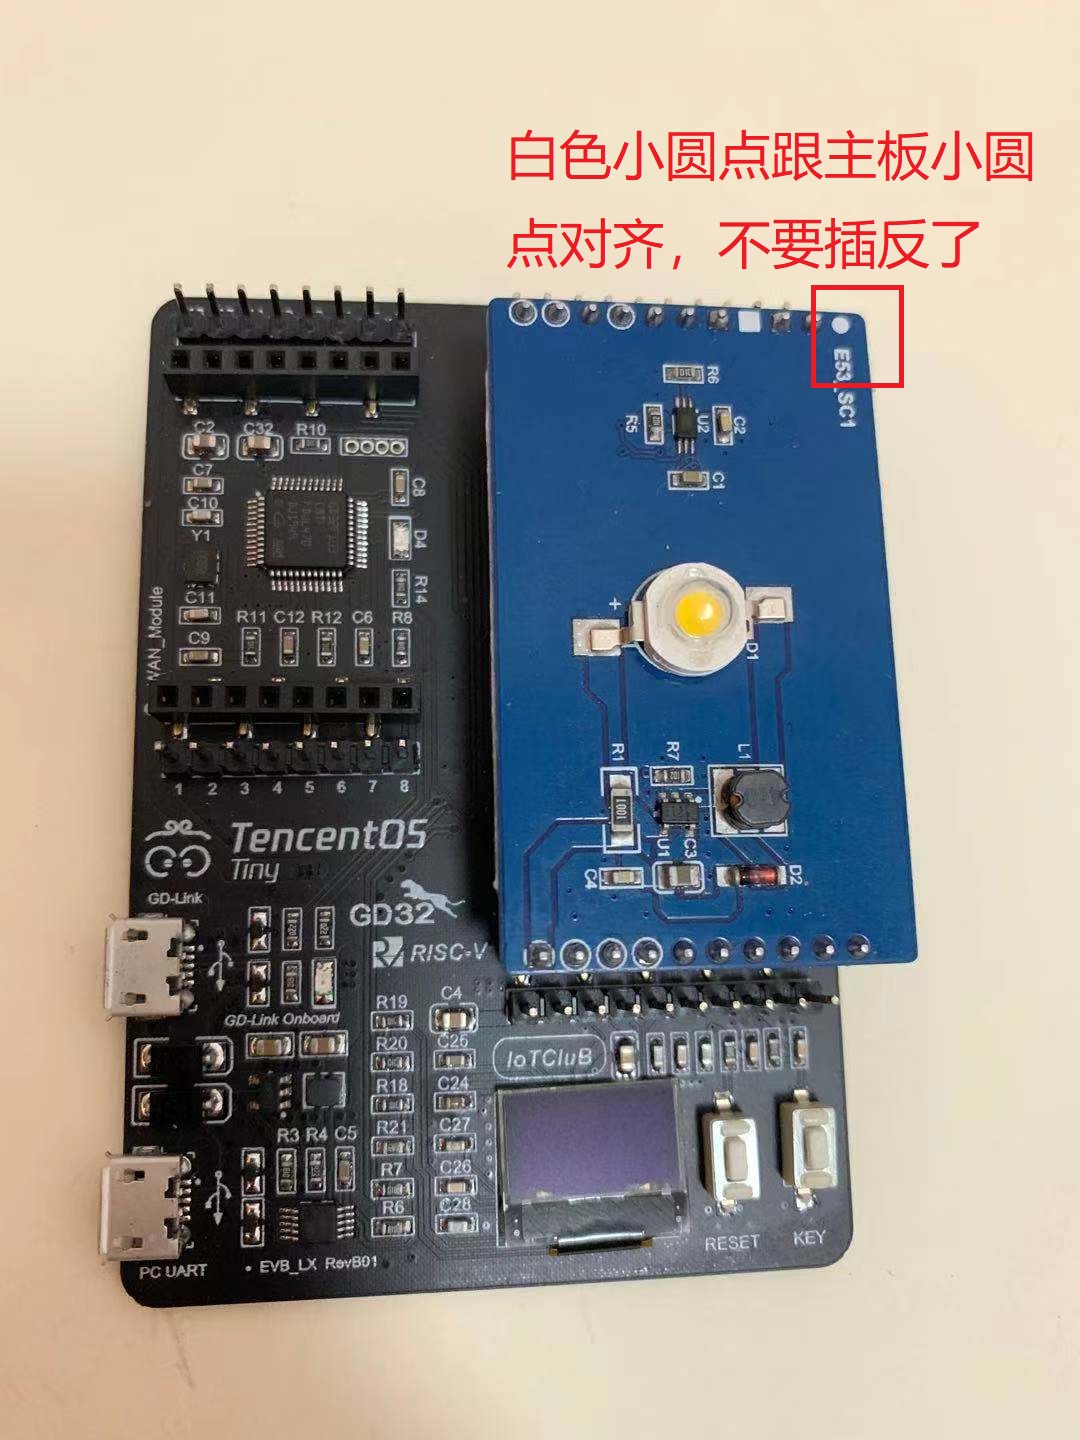 白色小圆点跟主板小圆
点对齐，不要插反了
E53_SC1
R6
R5
U2
C2
C1
C2
C32
R10
C7
C10
Y1
C8
D4
R14
C11
R11
C12
R12
C6
R8
C9
WAN_Module
+
D1
R1
R7
L1
1001
U1
C3
C4
D2
1 2 3 4 5 6 7 8
TencentOS
Tiny
GD-Link
GD32
RISC-V
GD-Link Onboard
R19
C4
R20
C25
R18
C24
R21
C27
R7
C26
R6
C28
IoTCluB
R3
R4
C5
RESET
KEY
PC UART
EVB_LX RevB01